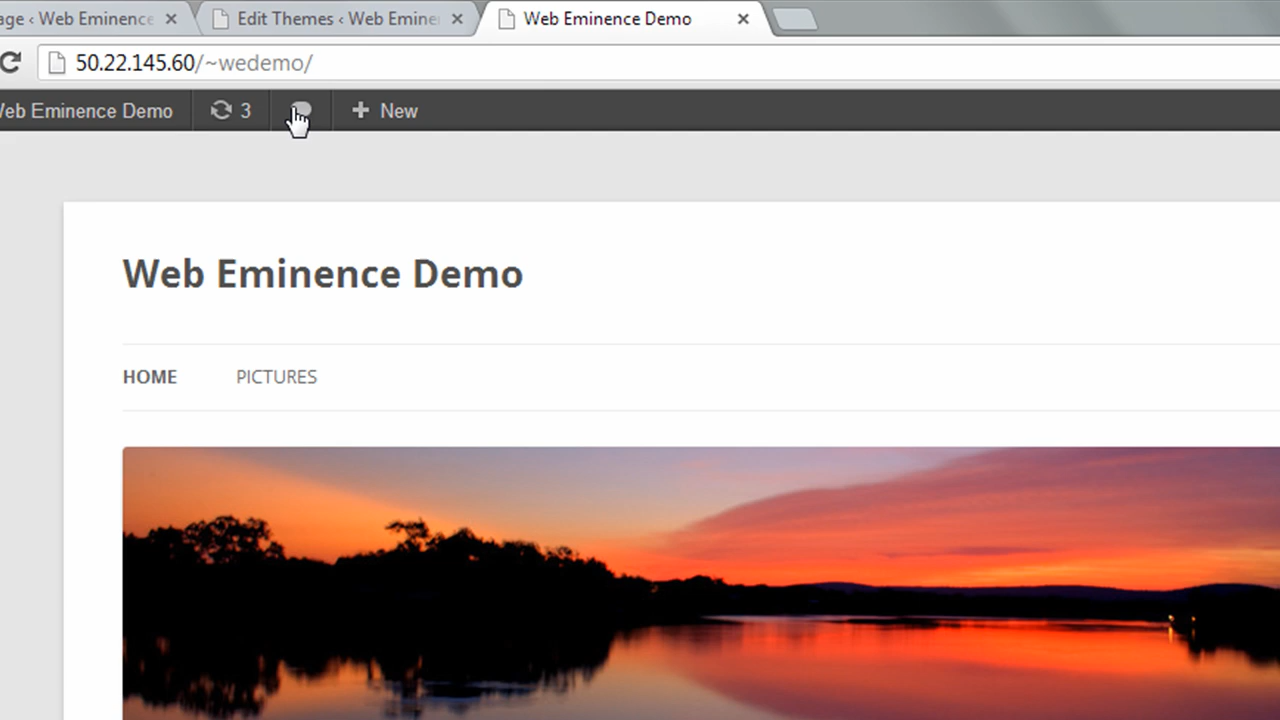 age ‹ Web Eminence
Edit Themes ‹ Web Emine
Web Eminence Demo
50.22.145.60/~wedemo/
Web Eminence Demo
3
New
Web Eminence Demo
HOME
PICTURES